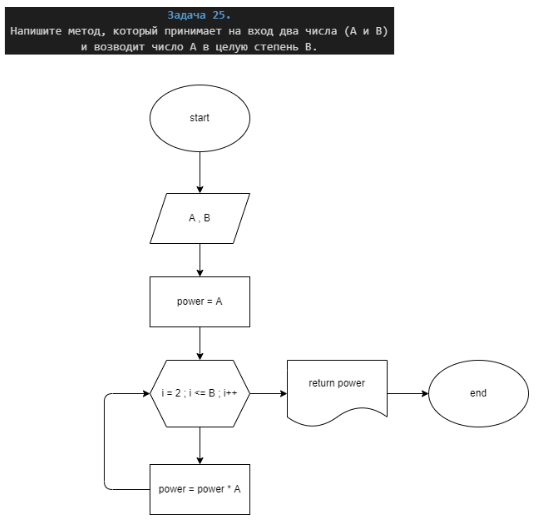 Задача 25.
Напишите метод, который принимает на вход два числа (А и В)
и возводит число А в целую степень В.
start
A , B
power = A
i = 2 ; i <= B ; i++
return power
end
power = power * A